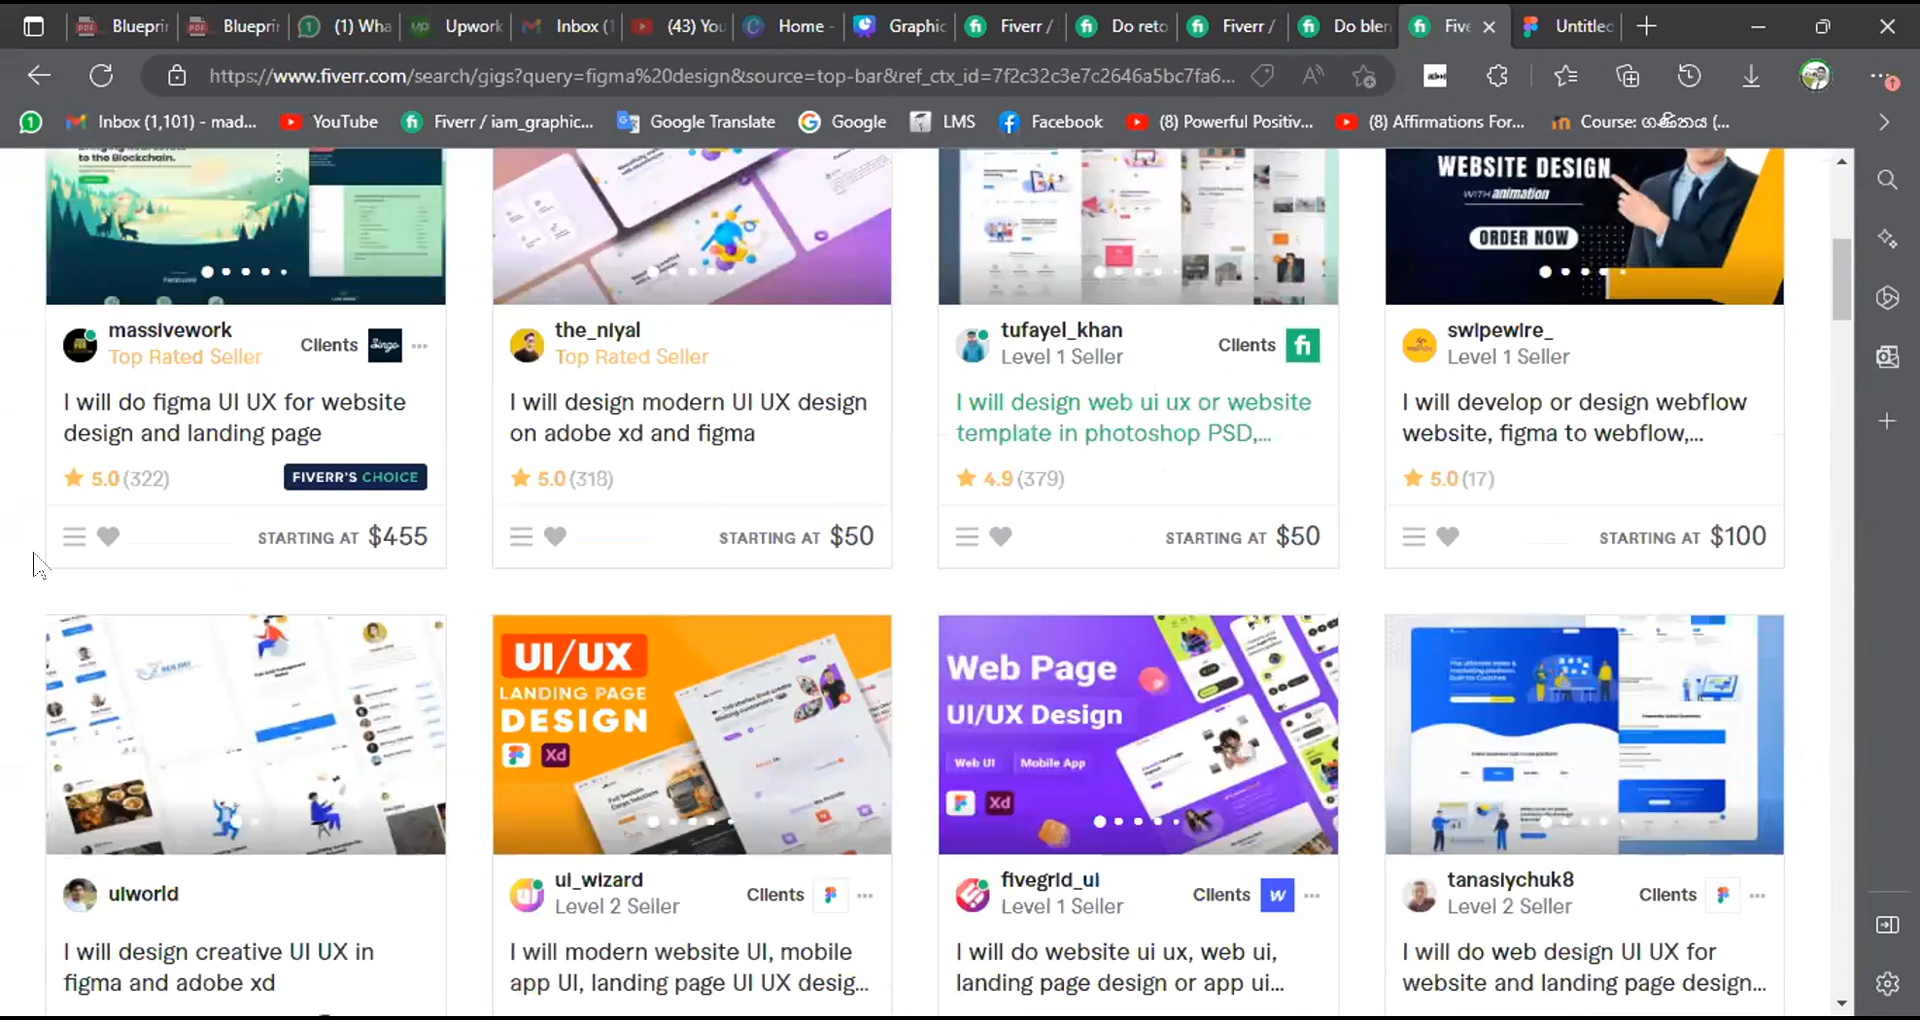 Blueprin
Blueprin
(1) Wha
Upwork
Inbox (1
(43) You
Home -
Graphic
Fiverr /
Do reto
Fiverr /
Do blen
Five
Untitled
https://www.fiverr.com/search/gigs?query=figma%20design&source=top-bar&ref_ctx_id=7f2c32c3e7c2646a5bc7fa6...
Inbox (1,101) - mad...
YouTube
Fiverr / iam_graphic...
Google Translate
Google
LMS
Facebook
(8) Powerful Positiv...
(8) Affirmations For...
Course: ගණිතය (...
to the Blockchain.
Features
WEBSITE DESIGN
WITH animation
ORDER NOW
massivework
Top Rated Seller
Clients
Singo
I will do figma UI UX for website
design and landing page
5.0 (322)
FIVERR'S CHOICE
STARTING AT $455
the_niyal
Top Rated Seller
I will design modern UI UX design
on adobe xd and figma
5.0 (318)
STARTING AT $50
tufayel_khan
Level 1 Seller
Clients
fi
I will design web ui ux or website
template in photoshop PSD,...
4.9 (379)
STARTING AT $50
swipewire_
Level 1 Seller
I will develop or design webflow
website, figma to webflow,...
5.0 (17)
STARTING AT $100
uiworld
I will design creative UI UX in
figma and adobe xd
UI/UX
LANDING PAGE
DESIGN
Xd
ui_wizard
Level 2 Seller
Clients
I will modern website UI, mobile
app UI, landing page UI UX desig...
Web Page
UI/UX Design
Web UI
Mobile App
Xd
fivegrid_ui
Level 1 Seller
Clients
W
I will do website ui ux, web ui,
landing page design or app ui...
tanasiychuk8
Level 2 Seller
Clients
I will do web design UI UX for
website and landing page design...